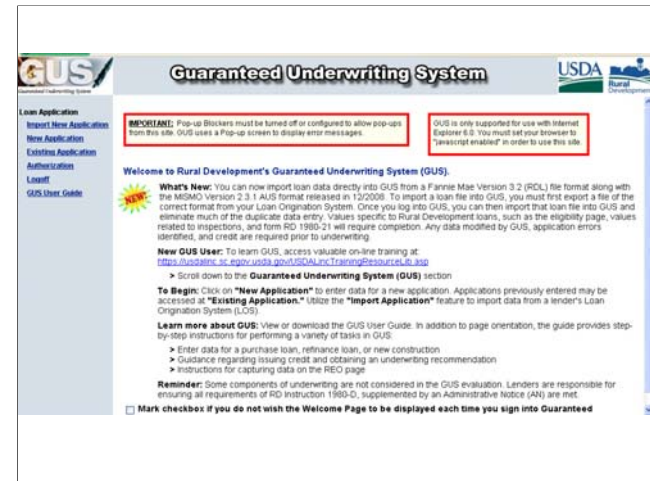 GUS
Guaranteed Underwriting System
Guaranteed Underwriting System
USDA
Rural
Development
Loan Application
Import New Application
New Application
Existing Application
Authorization
Logoff
GUS User Guide
IMPORTANT: Pop-up Blockers must be turned off or configured to allow pop-ups
from this site. GUS uses a Pop-up screen to display error messages.
GUS is only supported for use with Internet
Explorer 6.0. You must set your browser to
"javascript enabled" in order to use this site.
Welcome to Rural Development's Guaranteed Underwriting System (GUS).
NEW!
What's New: You can now import loan data directly into GUS from a Fannie Mae Version 3.2 (RDL) file format along with
the MISMO Version 2.3.1 AUS format released in 12/2008. To import a loan file into GUS, you must first export a file of the
correct format from your Loan Origination System. Once you log into GUS, you can then import that loan file into GUS and
eliminate much of the duplicate data entry. Values specific to Rural Development loans, such as the eligibility page, values
related to inspections, and form RD 1980-21 will require completion. Any data modified by GUS, application errors
identified, and credit are required prior to underwriting.
New GUS User: To learn GUS, access valuable on-line training at:
https://usdalinc.sc.egov.usda.gov/USDALincTrainingResourceLib.asp
> Scroll down to the Guaranteed Underwriting System (GUS) section
To Begin: Click on "New Application" to enter data for a new application. Applications previously entered may be
accessed at "Existing Application." Utilize the "Import Application" feature to import data from a lender's Loan
Origination System (LOS).
Learn more about GUS: View or download the GUS User Guide. In addition to page orientation, the guide provides step-
by-step instructions for performing a variety of tasks in GUS:
> Enter data for a purchase loan, refinance loan, or new construction
> Guidance regarding issuing credit and obtaining an underwriting recommendation
> Instructions for capturing data on the REO page
Reminder: Some components of underwriting are not considered in the GUS evaluation. Lenders are responsible for
ensuring all requirements of RD Instruction 1980-D, supplemented by an Administrative Notice (AN) are met.
Mark checkbox if you do not wish the Welcome Page to be displayed each time you sign into Guaranteed